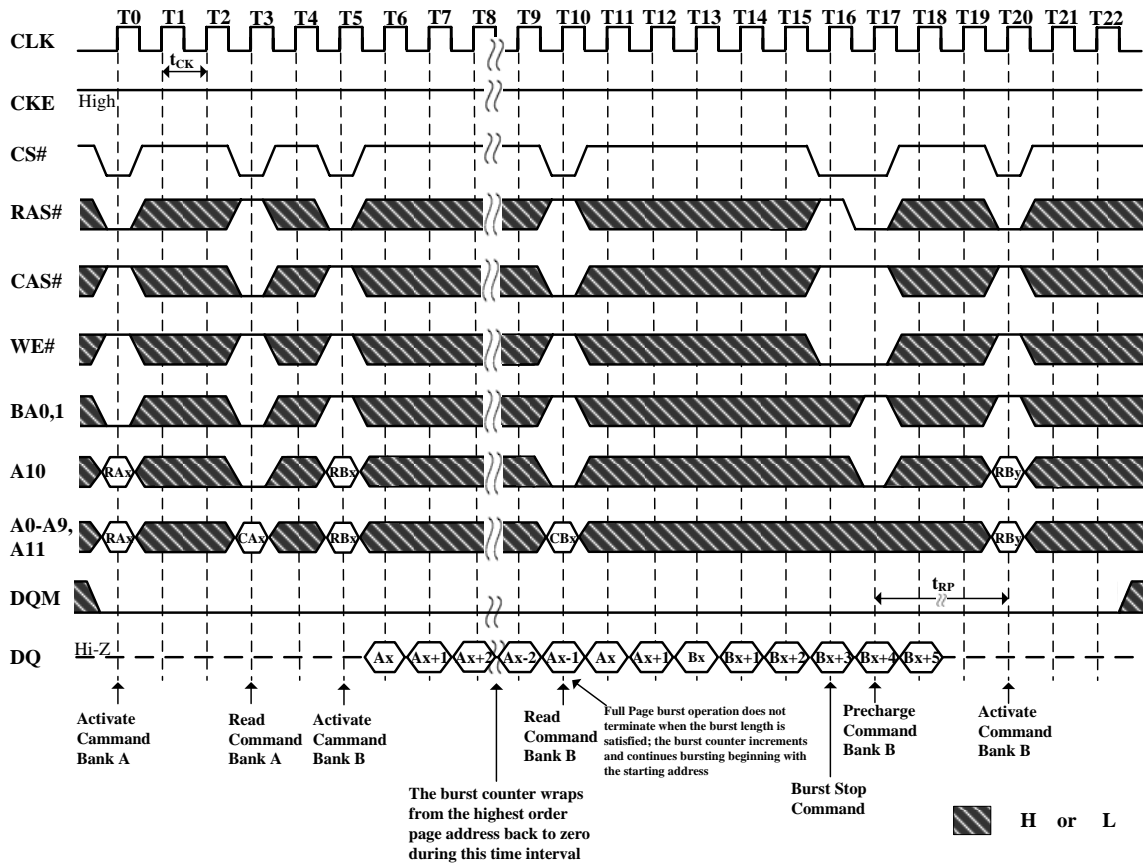 T0 T1 T2 T3 T4 T5 T6 T7 T8 T9 T10 T11 T12 T13 T14 T15 T16 T17 T18 T19 T20 T21 T22
CLK
tCK
CKE High
CS#
RAS#
CAS#
WE#
BA0,1
A10 RAx RBx RBy
A0-A9,
A11
RAx CAx RBx CBx RBy
DQM tRP
DQ Hi-Z Ax Ax+1 Ax+2 Ax-2 Ax-1 Ax Ax+1 Bx Bx+1 Bx+2 Bx+3 Bx+4 Bx+5
Activate
Cammand
Bank A
Read
Command
Bank A
Activate
Cammand
Bank B
The burst counter wraps
from the highest order
page address back to zero
during this time interval
Read
Command
Bank B
Full Page burst operation does not
terminate when the burst length is
satisfied; the burst counter increments
and continues bursting beginning with
the starting address
Burst Stop
Command
Precharge
Command
Bank B
Activate
Command
Bank B
H or L